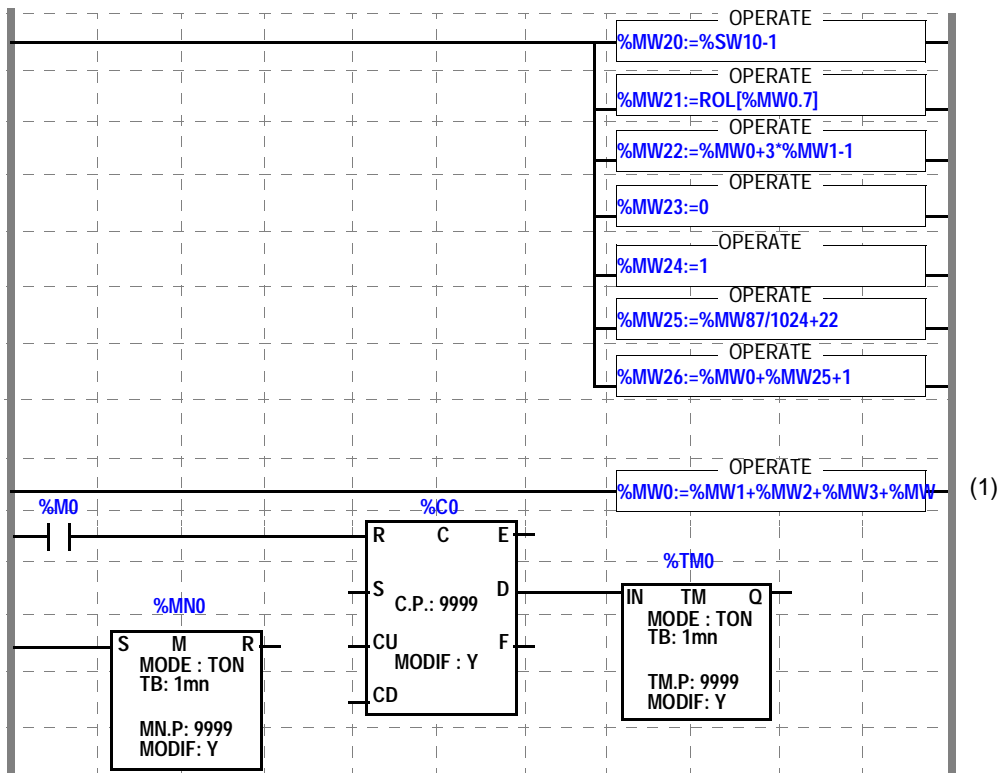 OPERATE
%MW20:=%SW10-1
OPERATE
%MW21:=ROL[%MW0.7]
OPERATE
%MW22:=%MW0+3*%MW1-1
OPERATE
%MW23:=0
OPERATE
%MW24:=1
OPERATE
%MW25:=%MW87/1024+22
OPERATE
%MW26:=%MW0+%MW25+1
OPERATE
%MW0:=%MW1+%MW2+%MW3+%MW
(1)
%M0
%C0
R C E
S D
C.P.: 9999
CU F
MODIF : Y
CD
%TM0
IN TM Q
MODE : TON
TB: 1mn
TM.P: 9999
MODIF: Y
%MN0
S M R
MODE : TON
TB: 1mn
MN.P: 9999
MODIF: Y